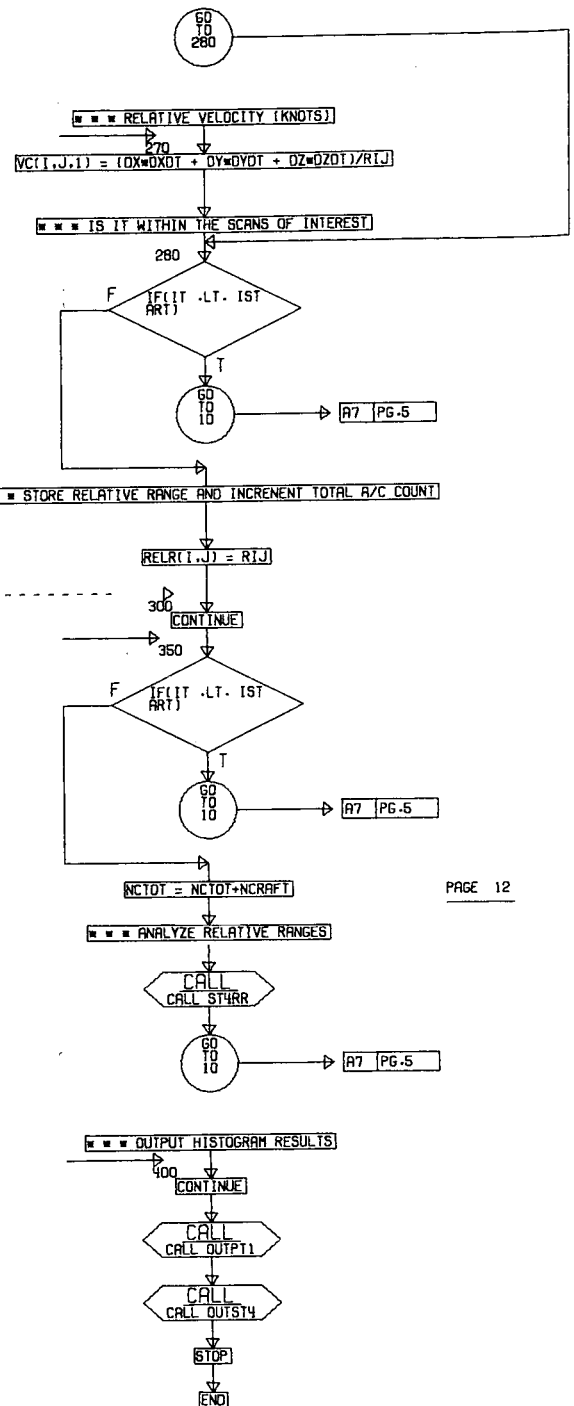 GO
TO
280
* * * RELATIVE VELOCITY (KNOTS)
270
VC(I,J,1) = (DX*DXDT + DY*DYDT + DZ*DZDT)/RIJ
* * * IS IT WITHIN THE SCANS OF INTEREST
280
F
IF(IT .LT. IST
ART)
T
GO
TO
10
A7 PG.5
* STORE RELATIVE RANGE AND INCRENENT TOTAL A/C COUNT
RELR(I,J) = RIJ
300
CONTINUE
350
F
IF(IT .LT. IST
ART)
T
GO
TO
10
A7 PG.5
NCTOT = NCTOT+NCRAFT
PAGE 12
* * * ANALYZE RELATIVE RANGES
CALL
CALL ST4RR
GO
TO
10
A7 PG.5
* * * OUTPUT HISTOGRAM RESULTS
400
CONTINUE
CALL
CALL OUTPT1
CALL
CALL OUTST4
STOP
END